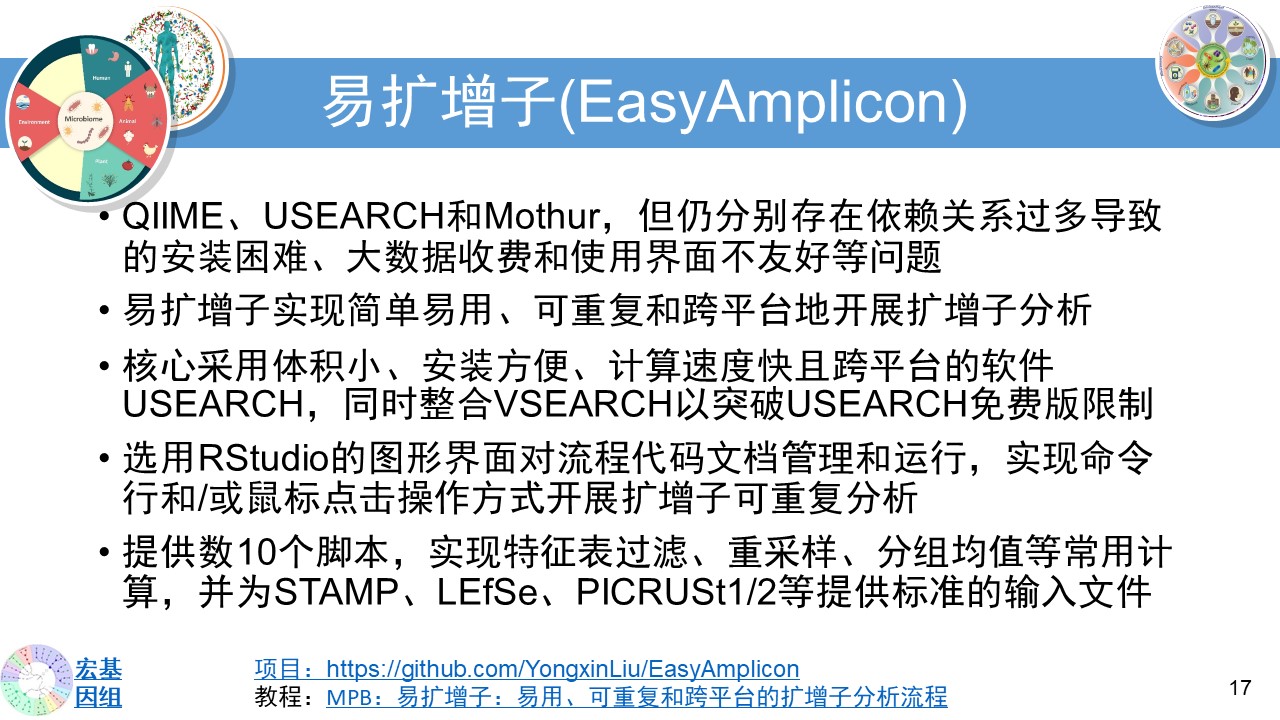 易扩增子(EasyAmplicon)
Human
Microbiome
Environment
Animal
Plant
• QIIME、USEARCH和Mothur，但仍分别存在依赖关系过多导致
的安装困难、大数据收费和使用界面不友好等问题
• 易扩增子实现简单易用、可重复和跨平台地开展扩增子分析
• 核心采用体积小、安装方便、计算速度快且跨平台的软件
USEARCH，同时整合VSEARCH以突破USEARCH免费版限制
• 选用RStudio的图形界面对流程代码文档管理和运行，实现命令
行和/或鼠标点击操作方式开展扩增子可重复分析
• 提供数10个脚本，实现特征表过滤、重采样、分组均值等常用计
算，并为STAMP、LEfSe、PICRUSt1/2等提供标准的输入文件
宏基
因组
项目：https://github.com/YongxinLiu/EasyAmplicon
教程：MPB：易扩增子：易用、可重复和跨平台的扩增子分析流程
17